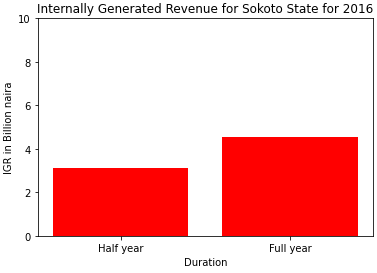 Internally Generated Revenue for Sokoto State for 2016
IGR in Billion naira
10
8
6
4
2
0
Half year
Full year
Duration